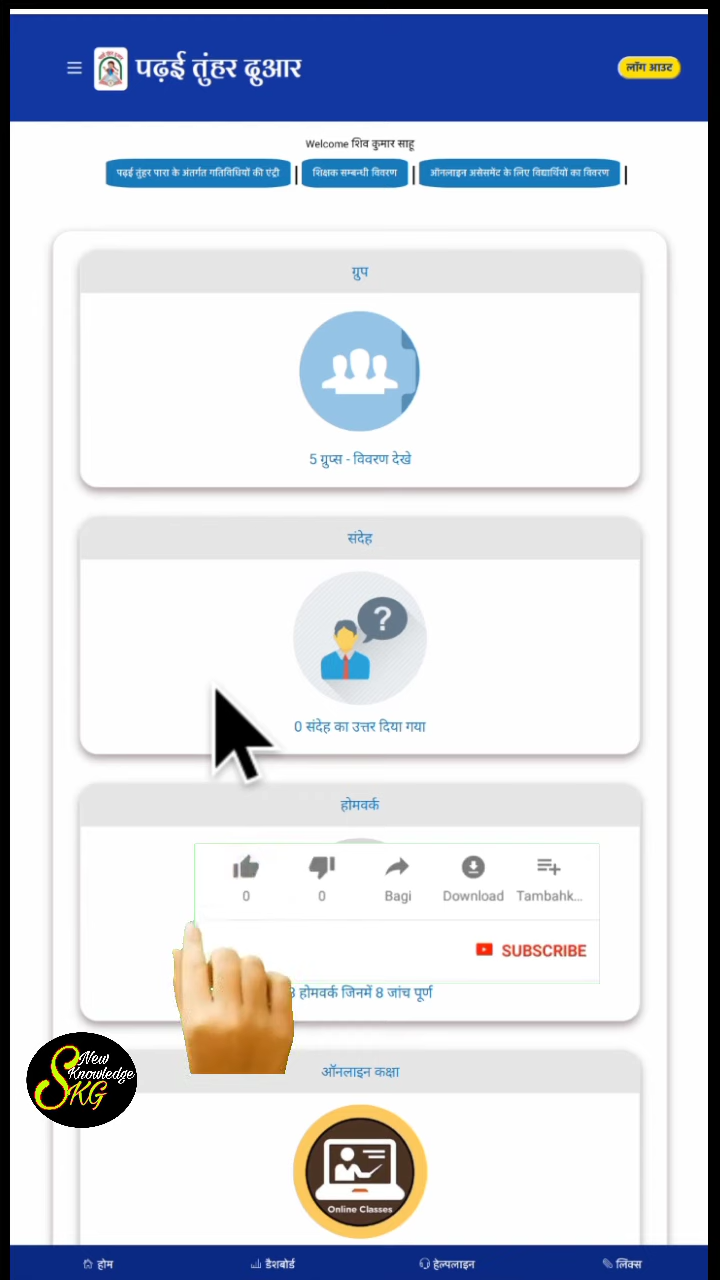 पढ़ई तुंहर दुआर
लॉग आउट
Welcome शिव कुमार साहू
पढ़ई तुंहर पारा के अंतर्गत गतिविधियों की एंट्री | शिक्षक सम्बन्धी विवरण | ऑनलाइन असेसमेंट के लिए विद्यार्थियों का विवरण |
ग्रुप
5 ग्रुप्स - विवरण देखे
संदेह
?
0 संदेह का उत्तर दिया गया
होमवर्क
0 0 Bagi Download Tambahk...
SUBSCRIBE
होमवर्क जिनमें 8 जांच पूर्ण
New
Knowledge
SKG
ऑनलाइन कक्षा
Online Classes
होम डैशबोर्ड हेल्पलाइन लिंक्स